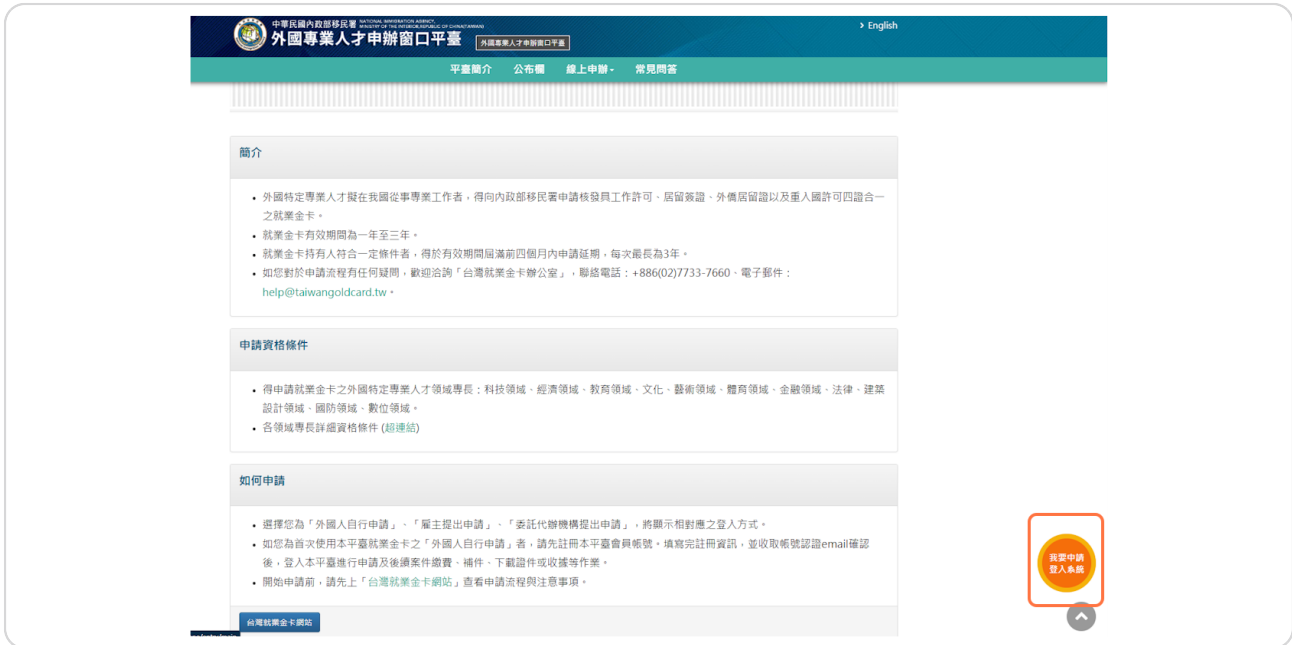 中華民國內政部移民署 NATIONAL IMMIGRATION AGENCY,
MINISTRY OF THE INTERIOR,REPUBLIC OF CHINA(TAIWAN)
外國專業人才申辦窗口平臺
外國專業人才申辦窗口平臺
> English
平臺簡介 公布欄 線上申辦 常見問答
簡介
• 外國特定專業人才擬在我國從事專業工作者,得向內政部移民署申請核發具工作許可、居留簽證、外僑居留證以及重入國許可四證合一
之就業金卡。
• 就業金卡有效期間為一年至三年。
• 就業金卡持有人符合一定條件者,得於有效期間屆滿前四個月內申請延期,每次最長為3年。
• 如您對於申請流程有任何疑問,歡迎洽詢「台灣就業金卡辦公室」,聯絡電話:+886(02)7733-7660、電子郵件:
help@taiwangoldcard.tw。
申請資格條件
• 得申請就業金卡之外國特定專業人才領域專長:科技領域、經濟領域、教育領域、文化、藝術領域、體育領域、金融領域、法律、建築
設計領域、國防領域、數位領域。
• 各領域專長詳細資格條件 (超連結)
如何申請
• 選擇您為「外國人自行申請」、「雇主提出申請」、「委託代辦機構提出申請」,將顯示相對應之登入方式。
• 如您為首次使用本平臺就業金卡之「外國人自行申請」者,請先註冊本平臺會員帳號。填寫完註冊資訊,並收取帳號認證email確認
後,登入本平臺進行申請及後續案件繳費、補件、下載證件或收據等作業。
• 開始申請前,請先上「台灣就業金卡網站」查看申請流程與注意事項。
我要申請
登入系統
台灣就業金卡網站